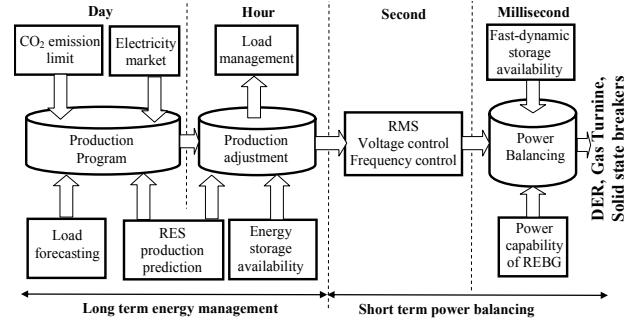 Day
Hour
Second
Millisecond
CO₂ emission
limit
Electricity
market
Load
management
Fast-dynamic
storage
availability
Production
Program
Production
adjustment
RMS
Voltage control
Frequency control
Power
Balancing
DER, Gas Turnine,
Solid state breakers
Load
forecasting
RES
production
prediction
Energy
storage
availability
Power
capability
of REBG
Long term energy management
Short term power balancing